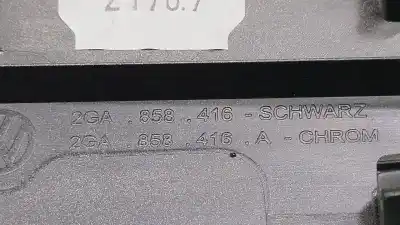 2GA . 858 . 416 - SCHWARZ
2GA . 858 . 416 . A - CHROM